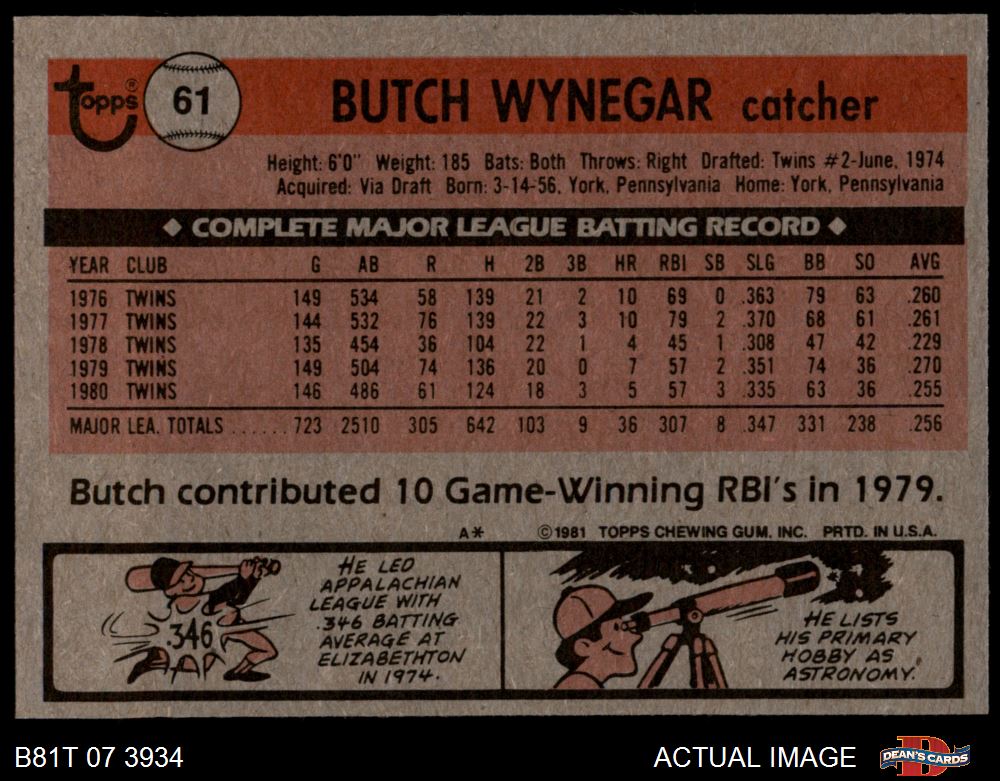 Topps® 61 BUTCH WYNEGAR catcher
Height: 6'0" Weight: 185 Bats: Both Throws: Right Drafted: Twins #2-June, 1974
Acquired: Via Draft Born: 3-14-56, York, Pennsylvania Home: York, Pennsylvania
◆ COMPLETE MAJOR LEAGUE BATTING RECORD ◆
YEAR CLUB G AB R H 2B 3B HR RBI SB SLG BB SO AVG
1976 TWINS 149 534 58 139 21 2 10 69 0 .363 79 63 .260
1977 TWINS 144 532 76 139 22 3 10 79 2 .370 68 61 .261
1978 TWINS 135 454 36 104 22 1 4 45 1 .308 47 42 .229
1979 TWINS 149 504 74 136 20 0 7 57 2 .351 74 36 .270
1980 TWINS 146 486 61 124 18 3 5 57 3 .335 63 36 .255
MAJOR LEA. TOTALS ...... 723 2510 305 642 103 9 36 307 8 .347 331 238 .256
Butch contributed 10 Game-Winning RBI's in 1979.
A* ©1981 TOPPS CHEWING GUM, INC. PRTD. IN U.S.A.
.346
HE LED
APPALACHIAN
LEAGUE WITH
.346 BATTING
AVERAGE AT
ELIZABETHTON
IN 1974.
HE LISTS
HIS PRIMARY
HOBBY AS
ASTRONOMY.
B81T 07 3934 ACTUAL IMAGE DEAN'S CARDS